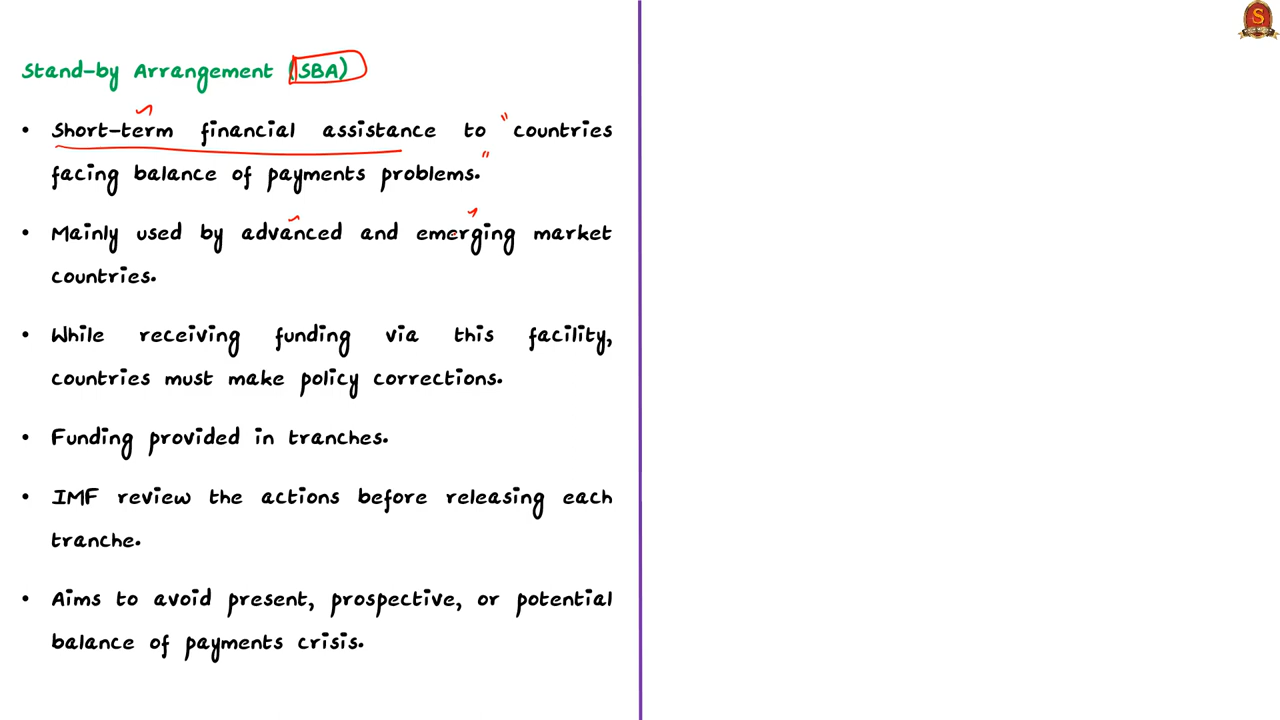 Stand-by Arrangement (SBA)
• Short-term financial assistance to "countries
facing balance of payments problems."
• Mainly used by advanced and emerging market
countries.
• While receiving funding via this facility,
countries must make policy corrections.
• Funding provided in tranches.
• IMF review the actions before releasing each
tranche.
• Aims to avoid present, prospective, or potential
balance of payments crisis.
S